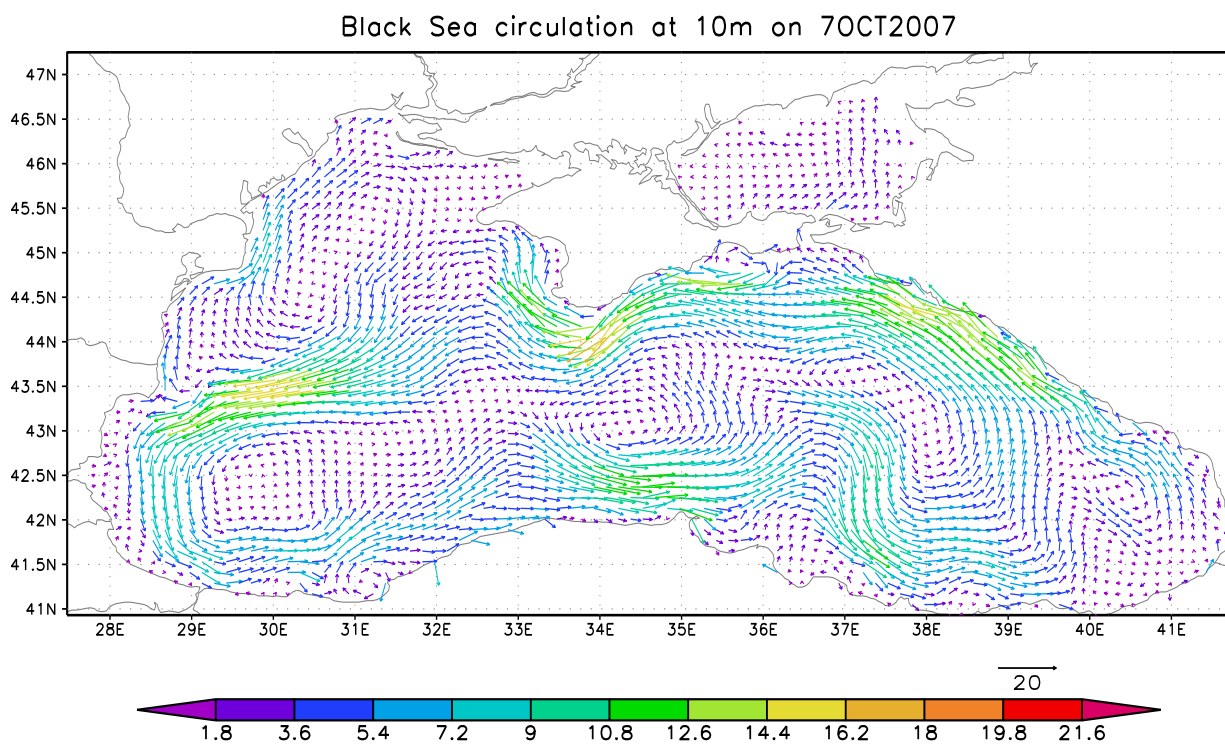 Black Sea circulation at 10m on 7OCT2007
47N
46.5N
46N
45.5N
45N
44.5N
44N
43.5N
43N
42.5N
42N
41.5N
41N
28E 29E 30E 31E 32E 33E 34E 35E 36E 37E 38E 39E 40E 41E
20
1.8 3.6 5.4 7.2 9 10.8 12.6 14.4 16.2 18 19.8 21.6